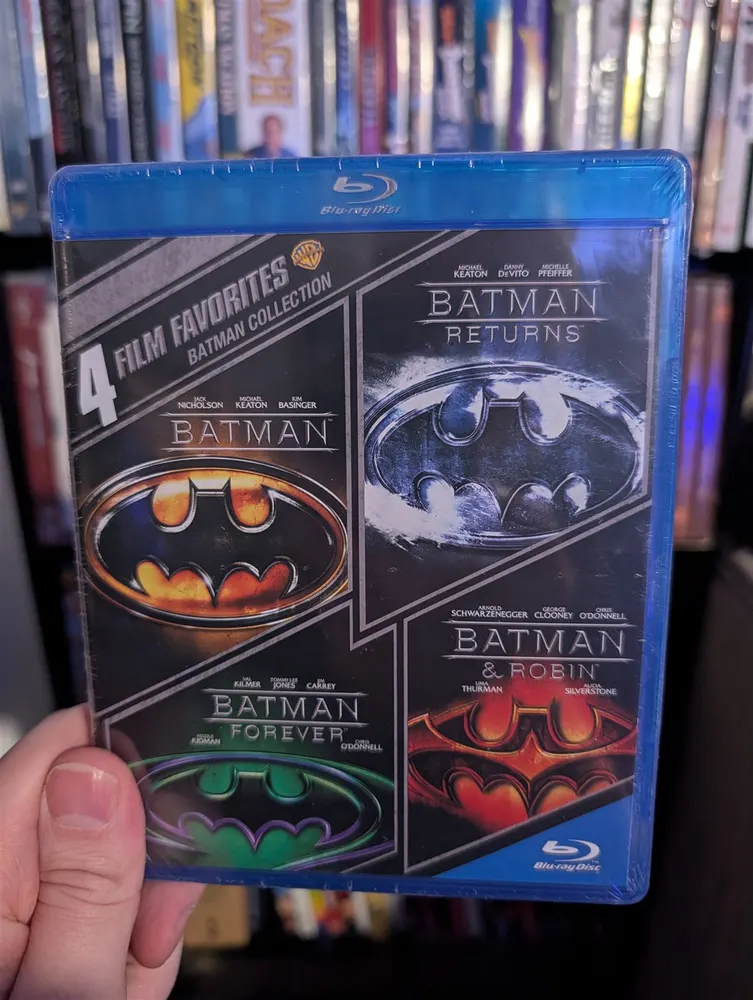 OACH
Blu-ray Disc
4 FILM FAVORITES
BATMAN COLLECTION
MICHAEL KEATON DANNY DEVITO MICHELLE PFEIFFER
BATMAN
RETURNS
JACK NICHOLSON MICHAEL KEATON KIM BASINGER
BATMAN
ARNOLD SCHWARZENEGGER GEORGE CLOONEY CHRIS O'DONNELL
BATMAN
& ROBIN
UMA THURMAN ALICIA SILVERSTONE
VAL KILMER TOMMY LEE JONES JIM CARREY
BATMAN
FOREVER
NICOLE KIDMAN CHRIS O'DONNELL
Blu-ray Disc